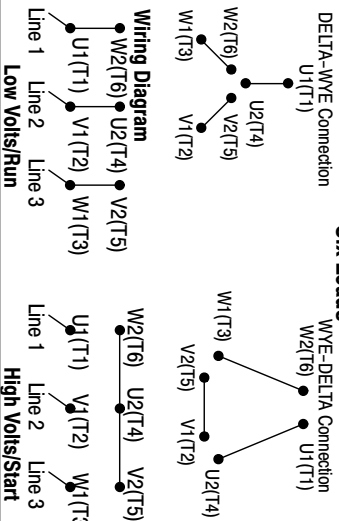 DELTA-WYE Connection
U1(T1)
U2(T4)
W2(T6) V2(T5)
W1(T3) V1(T2)
Wiring Diagram
W2(T6) U2(T4) V2(T5)
U1(T1) V1(T2) W1(T3)
Line 1 Line 2 Line 3
Low Volts/Run
WYE-DELTA Connection
W2(T6) U1(T1)
W1(T3) U2(T4)
V2(T5) V1(T2)
W2(T6) U2(T4) V2(T5)
U1(T1) V1(T2) W1(T3
Line 1 Line 2 Line 3
High Volts/Start